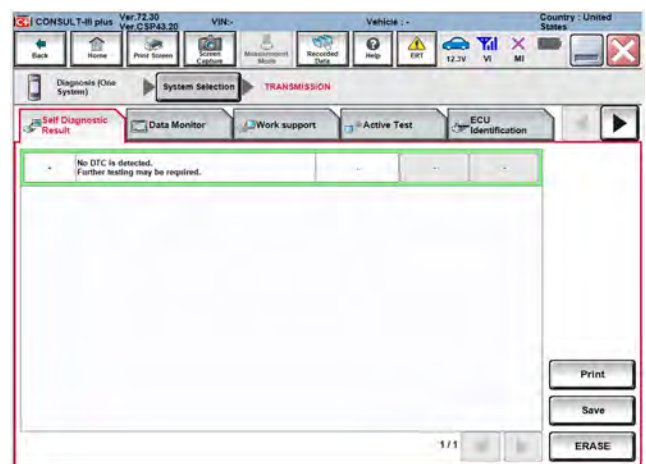 CONSULT-III plus
Ver.72.30
Ver.CSP43.20
VIN:-
Vehicle : -
Country : United
States
Back
Home
Print Screen
Screen
Capture
Measurement
Mode
Recorded
Data
Help
ERT
12.3V
VI
MI
Diagnosis (One
System)
System Selection
TRANSMISSION
Self Diagnostic
Result
Data Monitor
Work support
Active Test
ECU
Identification
-
No DTC is detected.
Further testing may be required.
-
-
-
Print
Save
1/1
ERASE